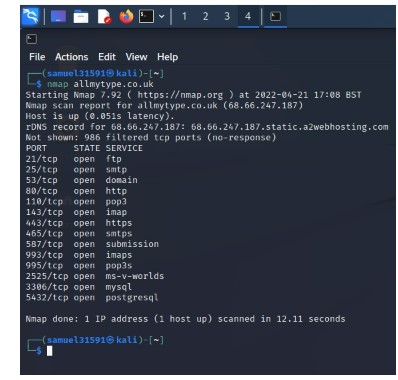 1 2 3 4
File Actions Edit View Help
┌──(samuel31591㉿kali)-[~]
└─$ nmap allmytype.co.uk
Starting Nmap 7.92 ( https://nmap.org ) at 2022-04-21 17:08 BST
Nmap scan report for allmytype.co.uk (68.66.247.187)
Host is up (0.051s latency).
rDNS record for 68.66.247.187: 68.66.247.187.static.a2webhosting.com
Not shown: 986 filtered tcp ports (no-response)
PORT STATE SERVICE
21/tcp open ftp
25/tcp open smtp
53/tcp open domain
80/tcp open http
110/tcp open pop3
143/tcp open imap
443/tcp open https
465/tcp open smtps
587/tcp open submission
993/tcp open imaps
995/tcp open pop3s
2525/tcp open ms-v-worlds
3306/tcp open mysql
5432/tcp open postgresql
Nmap done: 1 IP address (1 host up) scanned in 12.11 seconds
┌──(samuel31591㉿kali)-[~]
└─$